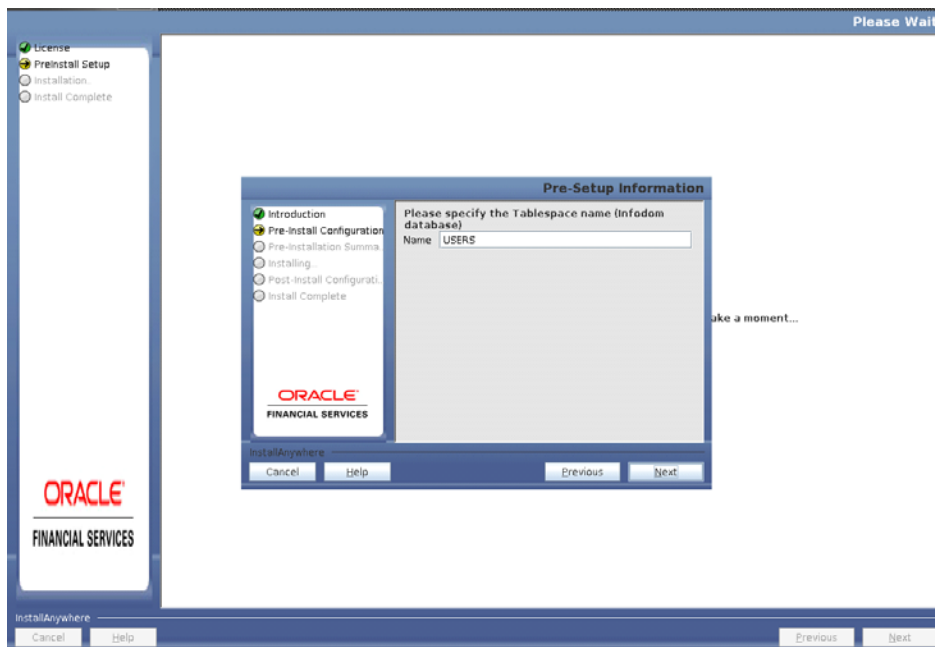 Please Wait
License
Preinstall Setup
Installation..
Install Complete
Pre-Setup Information
Introduction
Pre-Install Configuration
Pre-Installation Summa..
Installing...
Post-Install Configurati..
Install Complete
Please specify the Tablespace name (Infodom
database)
Name USERS
ake a moment...
ORACLE
FINANCIAL SERVICES
InstallAnywhere
Cancel Help Previous Next
ORACLE
FINANCIAL SERVICES
InstallAnywhere
Cancel Help Previous Next